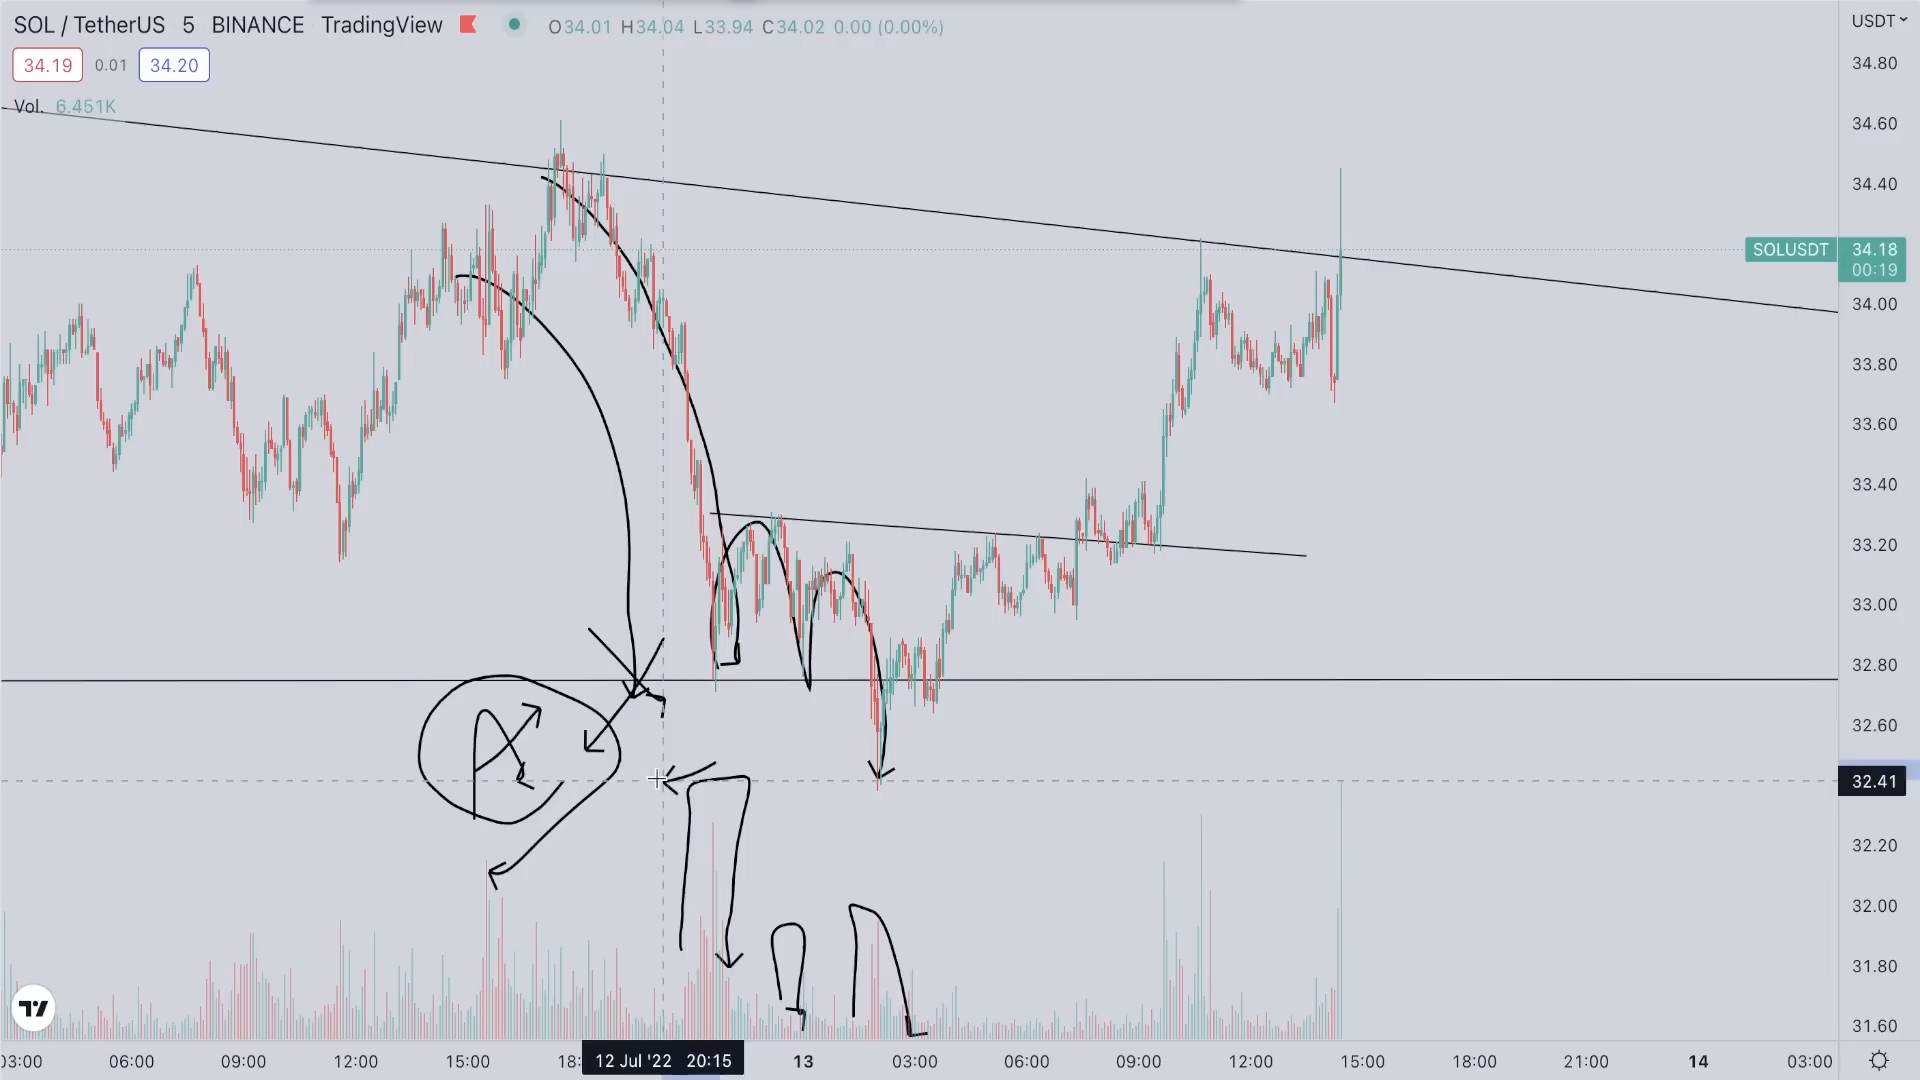 SOL / TetherUS 5 BINANCE TradingView O34.01 H34.04 L33.94 C34.02 0.00 (0.00%)
USDT
34.19 0.01 34.20
Vol. 6.451K
34.80
34.60
34.40
SOLUSDT 34.18
00:19
34.00
33.80
33.60
33.40
33.20
33.00
32.80
32.60
32.41
32.20
32.00
31.80
31.60
03:00 06:00 09:00 12:00 15:00 18: 12 Jul '22 20:15 13 03:00 06:00 09:00 12:00 15:00 18:00 21:00 14 03:00